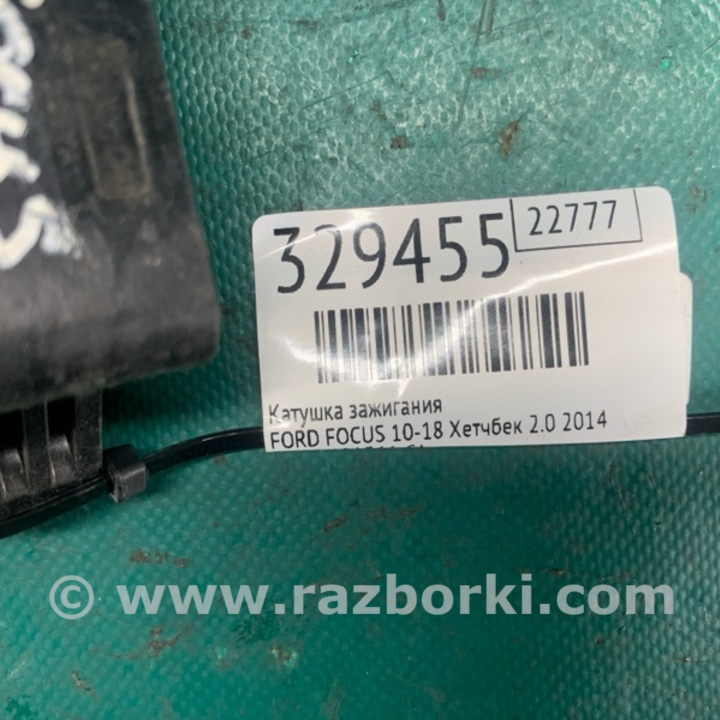 329455
22777
Катушка зажигания
FORD FOCUS 10-18 Хетчбек 2.0 2014
© www.razborki.com